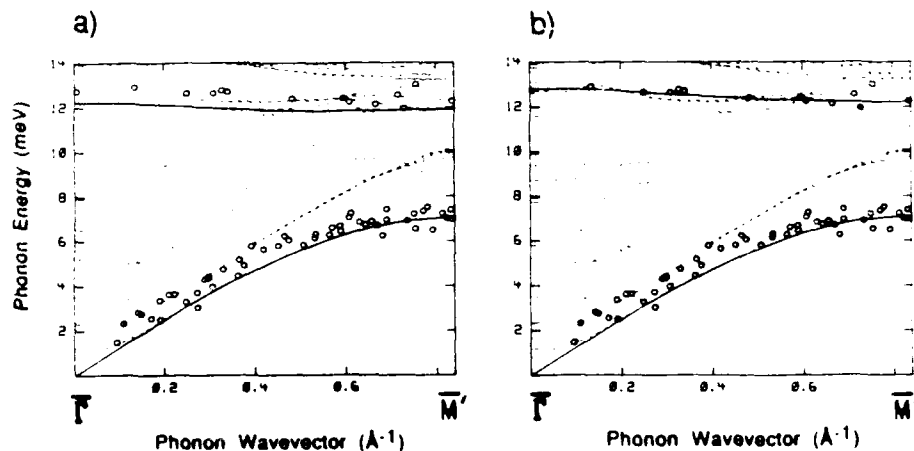 a)
b)
Phonon Energy (meV)
14
12
10
8
6
4
2
0.2
0.4
0.6
Γ̅
M̅'
Phonon Wavevector (Å-1)
14
12
10
8
6
4
2
0.2
0.4
0.6
Γ̅
M̅
Phonon Wavevector (Å-1)